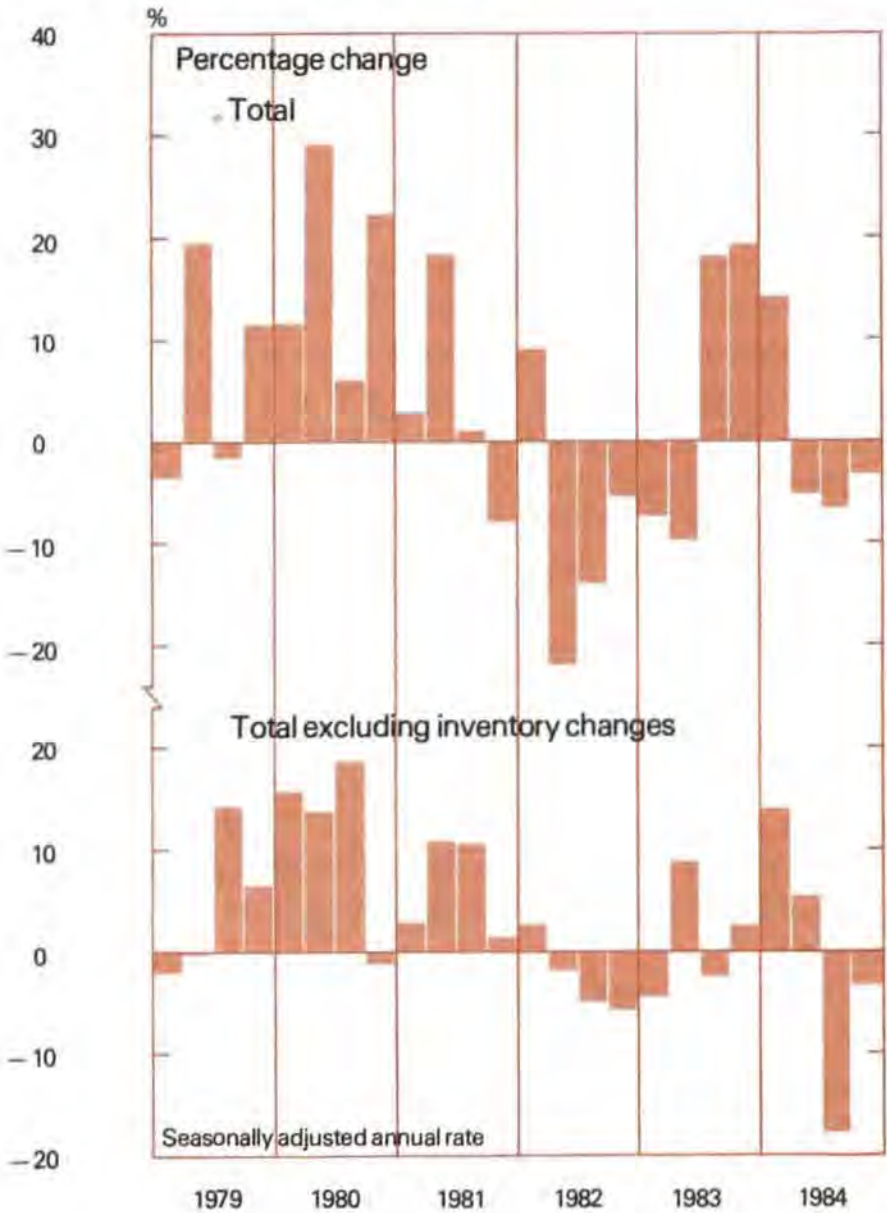 %
40
Percentage change
Total
30
20
10
0
—10
—20
Total excluding inventory changes
20
10
0
—10
Seasonally adjusted annual rate
—20
1979 1980 1981 1982 1983 1984